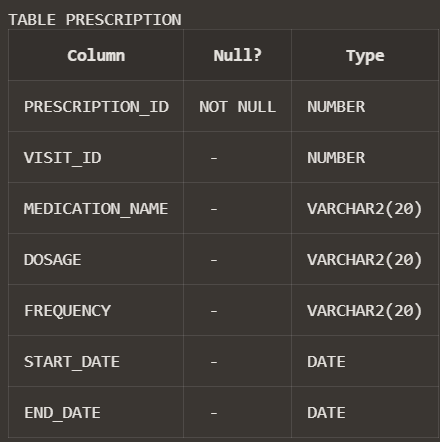 TABLE PRESCRIPTION
Column Null? Type
PRESCRIPTION_ID NOT NULL NUMBER
VISIT_ID - NUMBER
MEDICATION_NAME - VARCHAR2(20)
DOSAGE - VARCHAR2(20)
FREQUENCY - VARCHAR2(20)
START_DATE - DATE
END_DATE - DATE